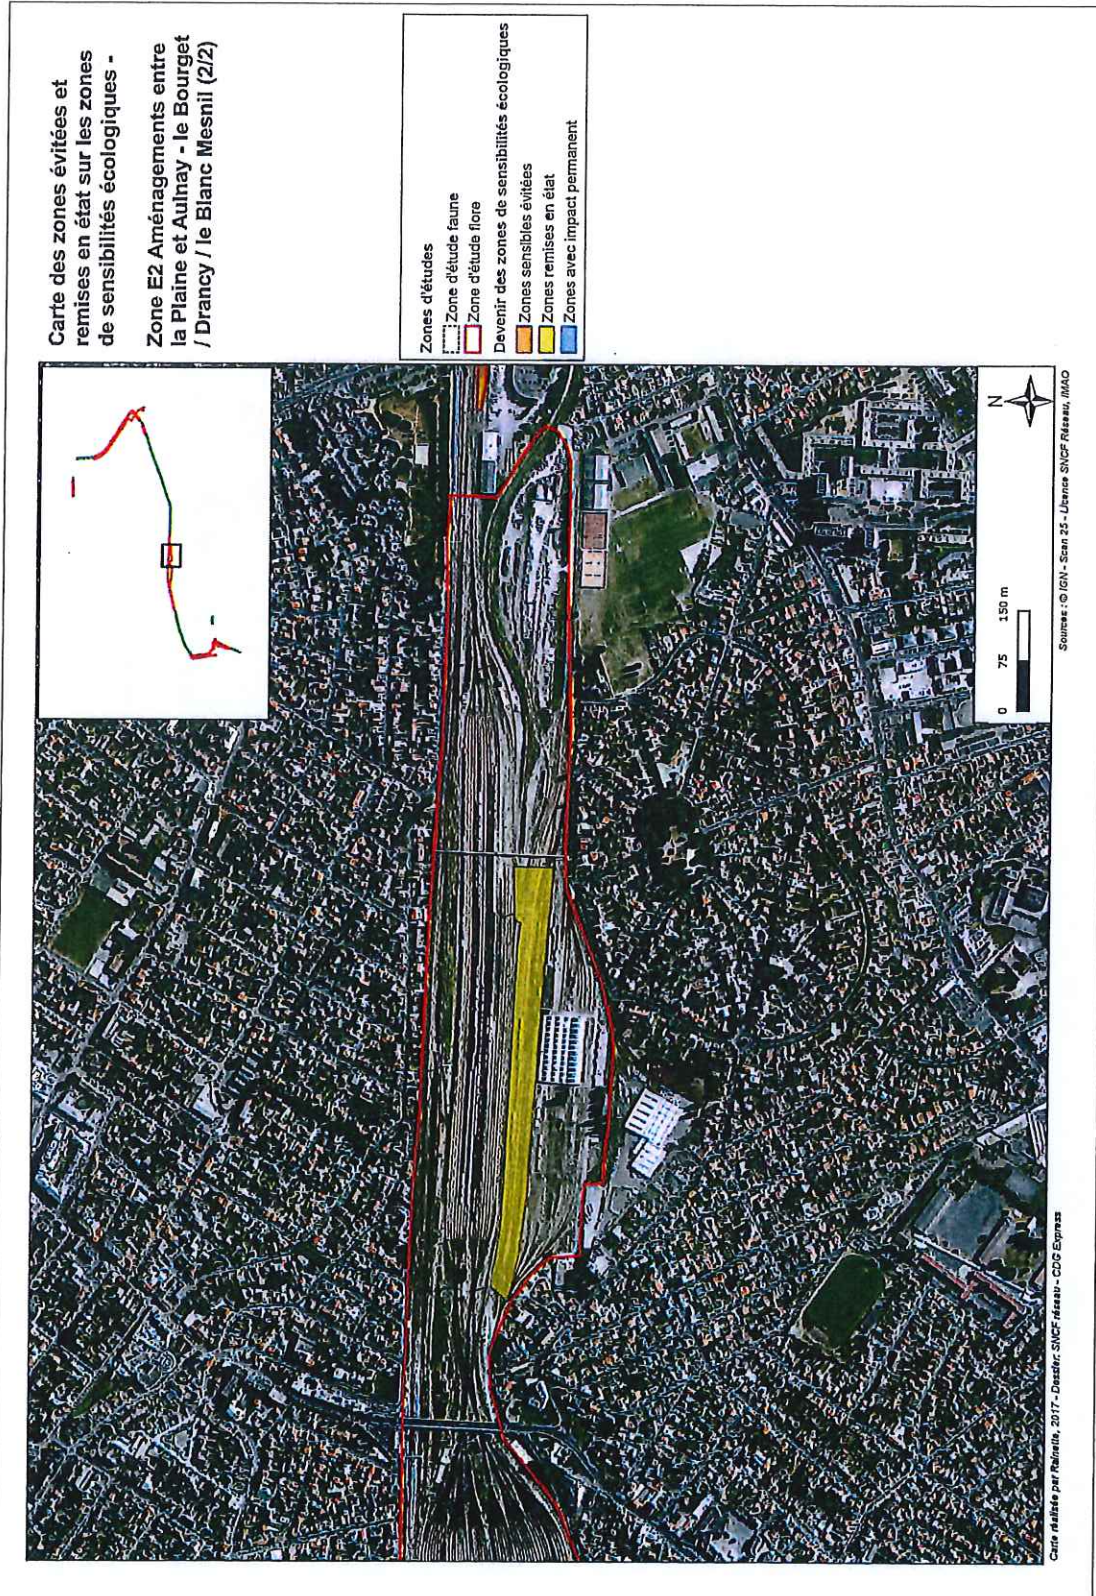 Carte des zones évitées et
remises en état sur les zones
de sensibilités écologiques -
Zone E2 Aménagements entre
la Plaine et Aulnay - le Bourget
/ Drancy / le Blanc Mesnil (2/2)
Zones d'études
Zone d'étude faune
Zone d'étude flore
Devenir des zones de sensibilités écologiques
Zones sensibles évitées
Zones remises en état
Zones avec impact permanent
N
0 75 150 m
Carte réalisée par Rainette, 2017 - Dossier: SNCF réseau - CDG Express
Sources : © IGN - Scan 25 - Licence SNCF Réseau, IMAO